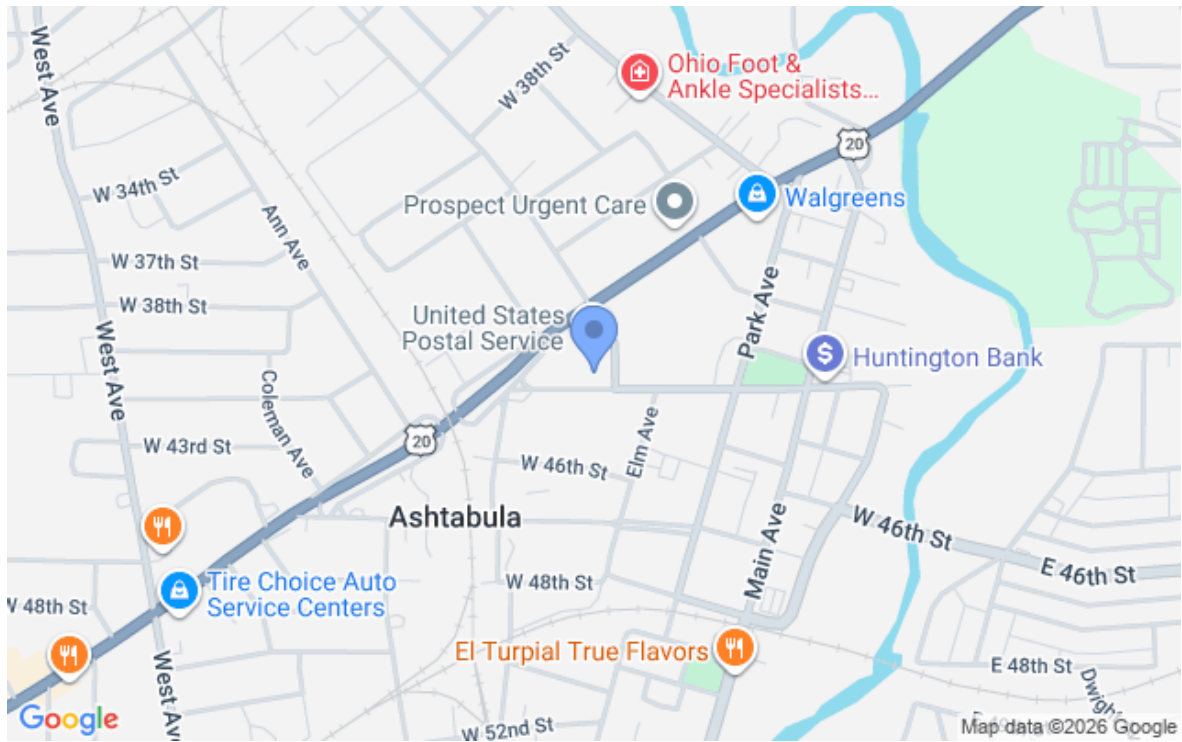 West Ave
W 38th St
Ohio Foot &
Ankle Specialists...
20
W 34th St
Ann Ave
Prospect Urgent Care
Walgreens
W 37th St
W 38th St
United States
Postal Service
Park Ave
West Ave
Huntington Bank
Coleman Ave
20
W 43rd St
W 46th St
Elm Ave
Ashtabula
Main Ave
W 46th St
E 46th St
Tire Choice Auto
Service Centers
W 48th St
W 48th St
El Turpial True Flavors
E 48th St
West Ave
W 52nd St
Google
Map data ©2026 Google